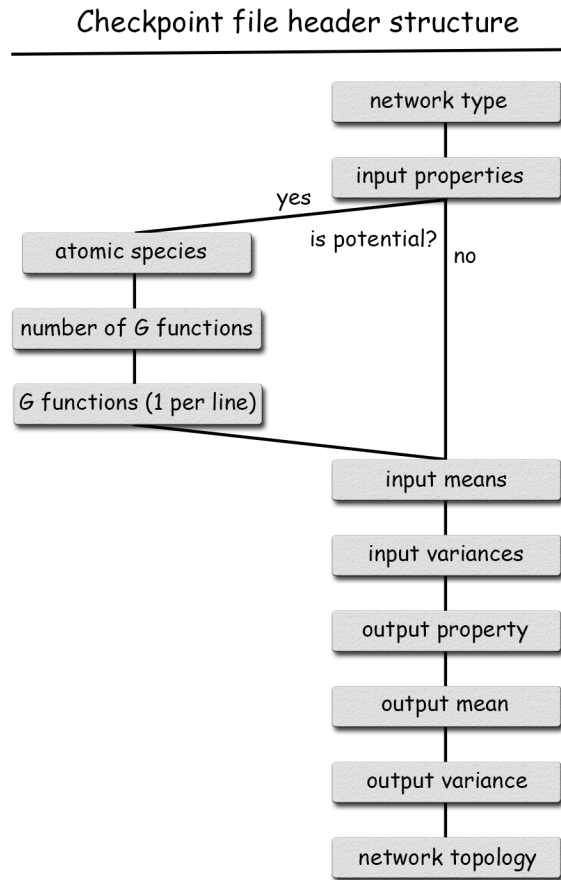 Checkpoint file header structure
network type
input properties
yes
is potential?
no
atomic species
number of G functions
G functions (1 per line)
input means
input variances
output property
output mean
output variance
network topology